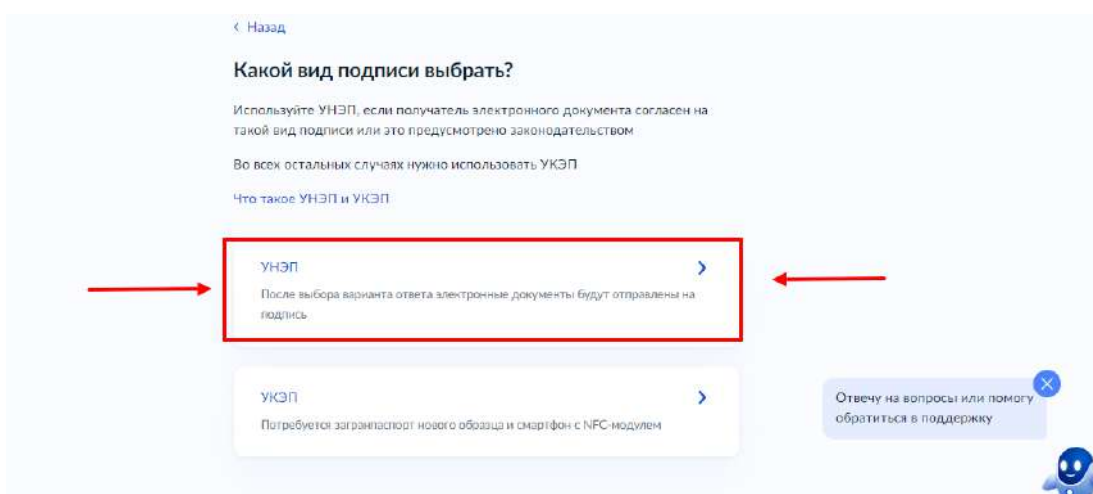 Назад
Какой вид подписи выбрать?
Используйте УНЭП, если получатель электронного документа согласен на
такой вид подписи или это предусмотрено законодательством
Во всех остальных случаях нужно использовать УКЭП
Что такое УНЭП и УКЭП
УНЭП
После выбора варианта ответа электронные документы будут отправлены на
подпись
УКЭП
Потребуется загранпаспорт нового образца и смартфон с NFC-модулем
Отвечу на вопросы или помогу
обратиться в поддержку